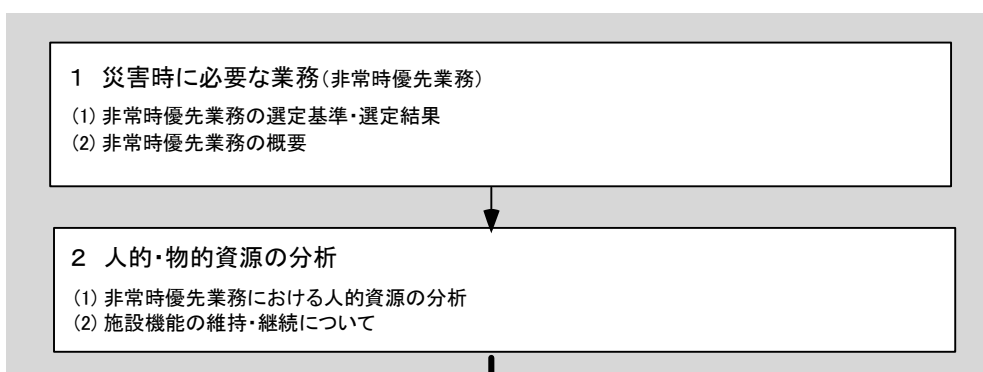 １　災害時に必要な業務（非常時優先業務）
(1) 非常時優先業務の選定基準・選定結果
(2) 非常時優先業務の概要
２　人的・物的資源の分析
(1) 非常時優先業務における人的資源の分析
(2) 施設機能の維持・継続について